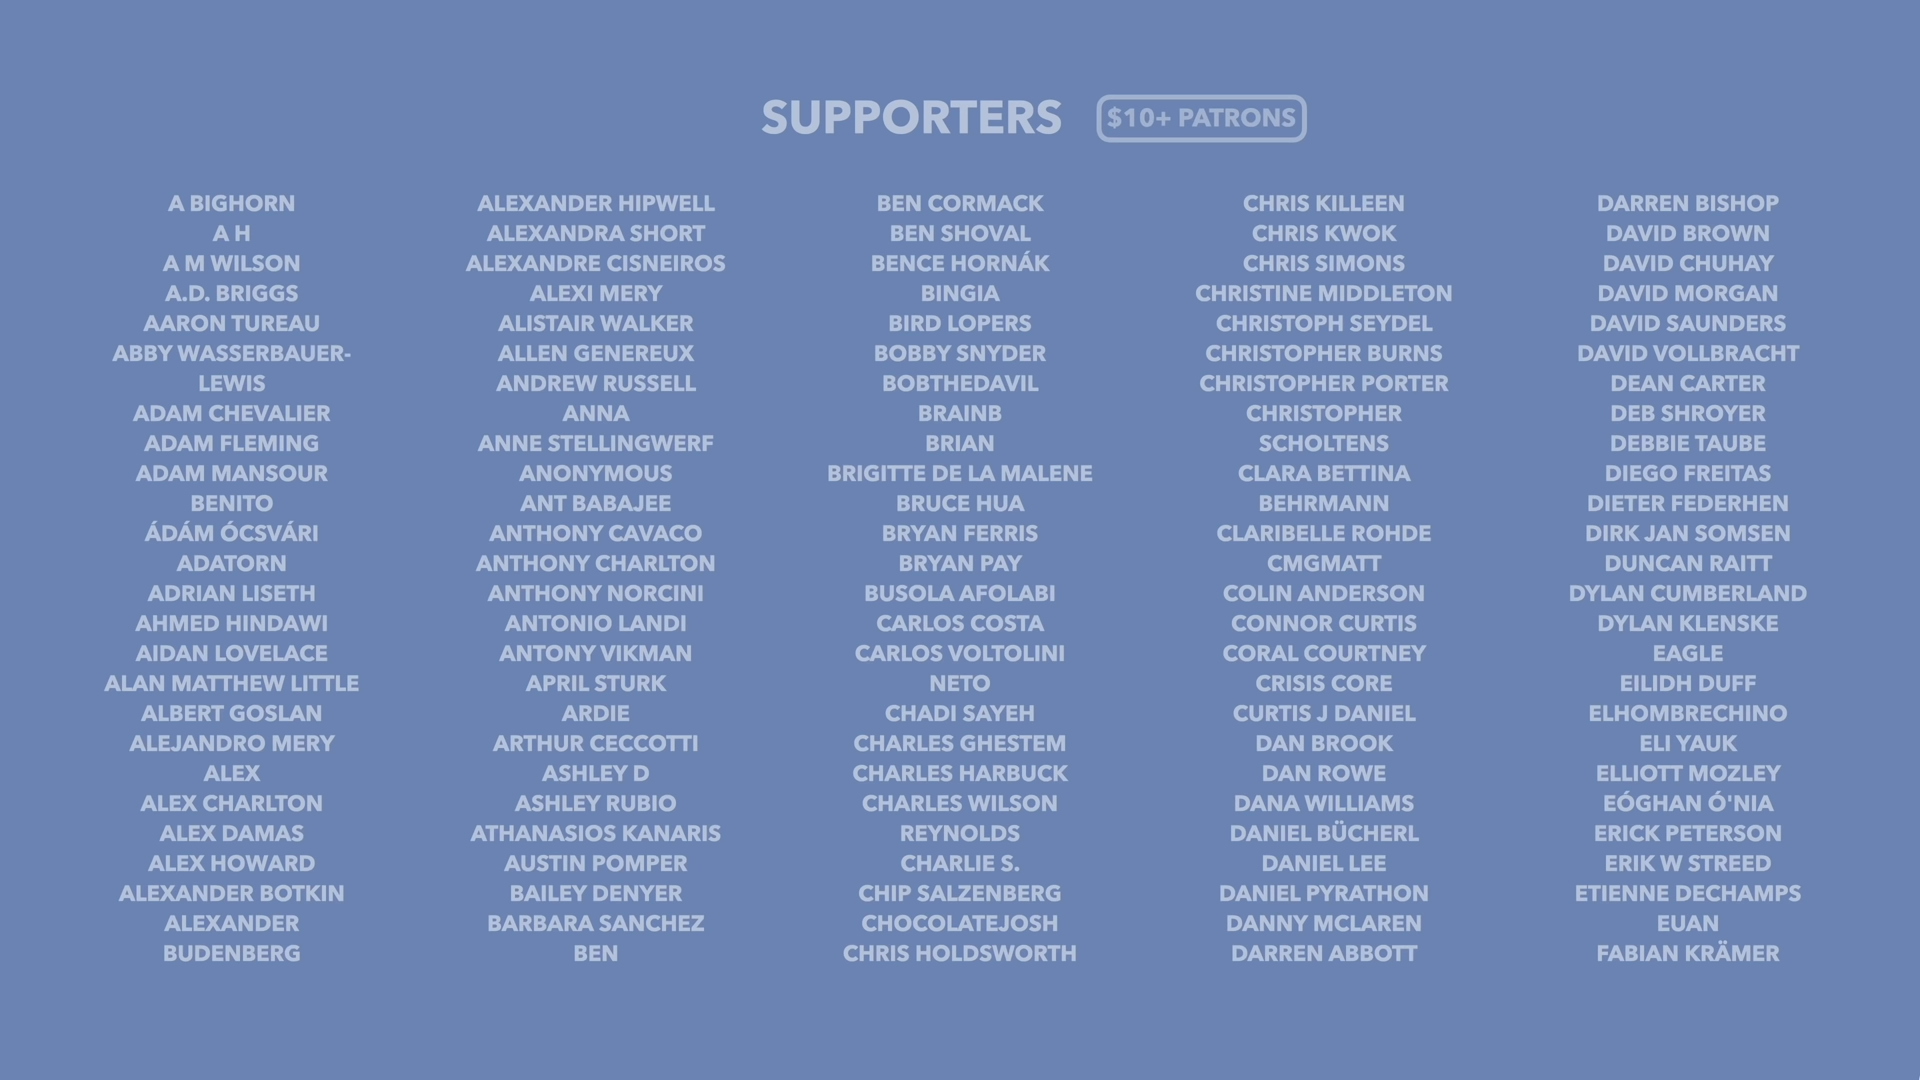 SUPPORTERS
$10+ PATRONS
A BIGHORN
A H
A M WILSON
A.D. BRIGGS
AARON TUREAU
ABBY WASSERBAUER-
LEWIS
ADAM CHEVALIER
ADAM FLEMING
ADAM MANSOUR
BENITO
ÁDÁM ÓCSVÁRI
ADATORN
ADRIAN LISETH
AHMED HINDAWI
AIDAN LOVELACE
ALAN MATTHEW LITTLE
ALBERT GOSLAN
ALEJANDRO MERY
ALEX
ALEX CHARLTON
ALEX DAMAS
ALEX HOWARD
ALEXANDER BOTKIN
ALEXANDER
BUDENBERG
ALEXANDER HIPWELL
ALEXANDRA SHORT
ALEXANDRE CISNEIROS
ALEXI MERY
ALISTAIR WALKER
ALLEN GENEREUX
ANDREW RUSSELL
ANNA
ANNE STELLINGWERF
ANONYMOUS
ANT BABAJEE
ANTHONY CAVACO
ANTHONY CHARLTON
ANTHONY NORCINI
ANTONIO LANDI
ANTONY VIKMAN
APRIL STURK
ARDIE
ARTHUR CECCOTTI
ASHLEY D
ASHLEY RUBIO
ATHANASIOS KANARIS
AUSTIN POMPER
BAILEY DENYER
BARBARA SANCHEZ
BEN
BEN CORMACK
BEN SHOVAL
BENCE HORNÁK
BINGIA
BIRD LOPERS
BOBBY SNYDER
BOBTHEDAVIL
BRAINB
BRIAN
BRIGITTE DE LA MALENE
BRUCE HUA
BRYAN FERRIS
BRYAN PAY
BUSOLA AFOLABI
CARLOS COSTA
CARLOS VOLTOLINI
NETO
CHADI SAYEH
CHARLES GHESTEM
CHARLES HARBUCK
CHARLES WILSON
REYNOLDS
CHARLIE S.
CHIP SALZENBERG
CHOCOLATEJOSH
CHRIS HOLDSWORTH
CHRIS KILLEEN
CHRIS KWOK
CHRIS SIMONS
CHRISTINE MIDDLETON
CHRISTOPH SEYDEL
CHRISTOPHER BURNS
CHRISTOPHER PORTER
CHRISTOPHER
SCHOLTENS
CLARA BETTINA
BEHRMANN
CLARIBELLE ROHDE
CMGMATT
COLIN ANDERSON
CONNOR CURTIS
CORAL COURTNEY
CRISIS CORE
CURTIS J DANIEL
DAN BROOK
DAN ROWE
DANA WILLIAMS
DANIEL BÜCHERL
DANIEL LEE
DANIEL PYRATHON
DANNY MCLAREN
DARREN ABBOTT
DARREN BISHOP
DAVID BROWN
DAVID CHUHAY
DAVID MORGAN
DAVID SAUNDERS
DAVID VOLLBRACHT
DEAN CARTER
DEB SHROYER
DEBBIE TAUBE
DIEGO FREITAS
DIETER FEDERHEN
DIRK JAN SOMSEN
DUNCAN RAITT
DYLAN CUMBERLAND
DYLAN KLENSKE
EAGLE
EILIDH DUFF
ELHOMBRECHINO
ELI YAUK
ELLIOTT MOZLEY
EÓGHAN Ó'NIA
ERICK PETERSON
ERIK W STREED
ETIENNE DECHAMPS
EUAN
FABIAN KRÄMER